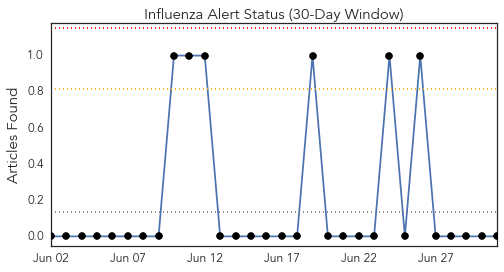 Influenza Alert Status (30-Day Window)
Articles Found
1.0
0.8
0.6
0.4
0.2
0.0
Jun 02 Jun 07 Jun 12 Jun 17 Jun 22 Jun 27